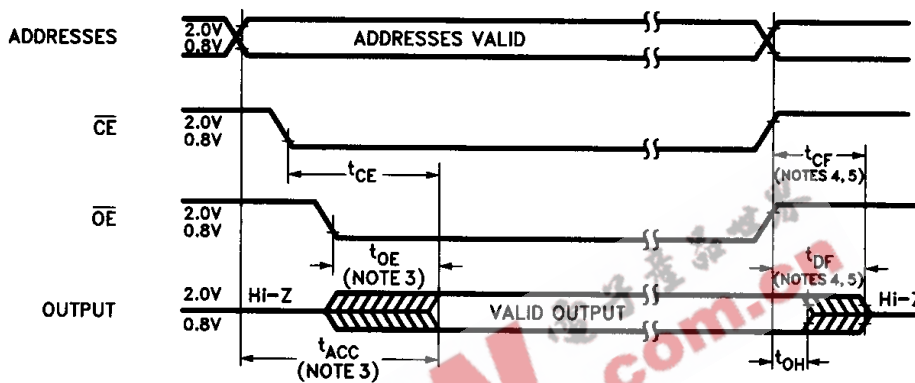 ADDRESSES
2.0V
0.8V
ADDRESSES VALID
CE
2.0V
0.8V
tCE
tCF
(NOTES 4, 5)
OE
2.0V
0.8V
tOE
(NOTE 3)
tDF
(NOTES 4, 5)
OUTPUT
2.0V
0.8V
Hi-Z
VALID OUTPUT
Hi-Z
tACC
(NOTE 3)
tOH
.com.cn